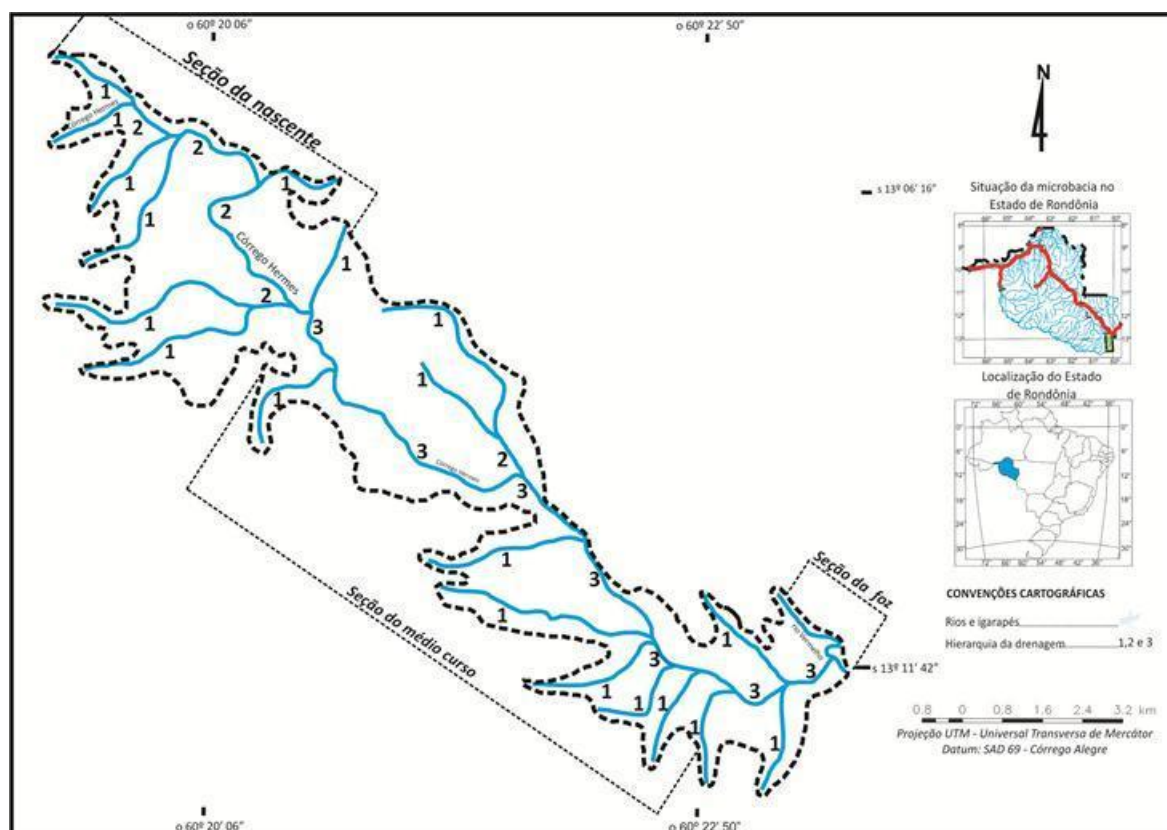 o 60º 20 06"
o 60º 22' 50"
Seção da nascente
N
1
Córrego Hermes
1
2
2
1
1
1
2
s 13º 06' 16"
Situação da microbacia no
Estado de Rondônia
Córrego Hermes
1
2
1
1
3
1
1
1
Localização do Estado
de Rondônia
3
Córrego Hermes
2
3
1
3
1
Seção do médio curso
Seção da foz
CONVENÇÕES CARTOGRÁFICAS
Rios e igarapés
Hierarquia da drenagem 1,2 e 3
1
rio Vermelho
3
3
s 13º 11' 42"
1
1
1
3
1
1
0.8 0 0.8 1.6 2.4 3.2 km
Projeção UTM - Universal Transversa de Mercátor
Datum: SAD 69 - Córrego Alegre
o 60º 20' 06"
o 60º 22' 50"